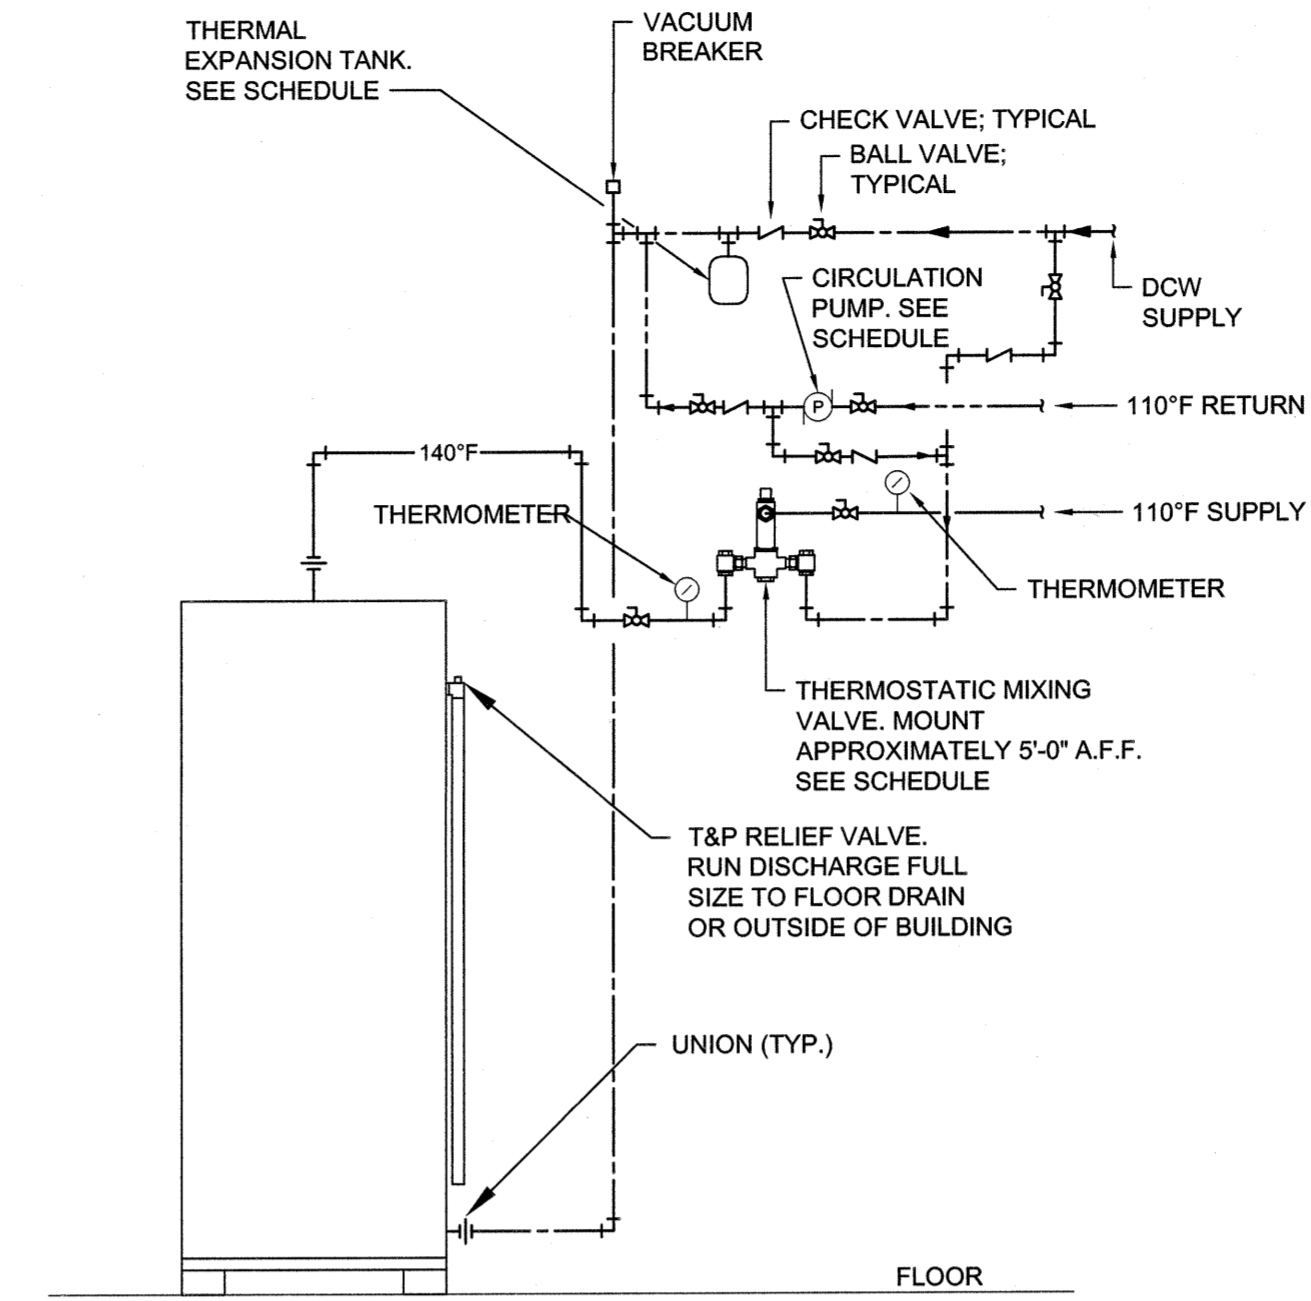 THERMAL
EXPANSION TANK.
SEE SCHEDULE
VACUUM
BREAKER
CHECK VALVE; TYPICAL
BALL VALVE;
TYPICAL
CIRCULATION
PUMP. SEE
SCHEDULE
DCW
SUPPLY
P
110°F RETURN
140°F
THERMOMETER
110°F SUPPLY
THERMOMETER
THERMOSTATIC MIXING
VALVE. MOUNT
APPROXIMATELY 5'-0" A.F.F.
SEE SCHEDULE
T&P RELIEF VALVE.
RUN DISCHARGE FULL
SIZE TO FLOOR DRAIN
OR OUTSIDE OF BUILDING
UNION (TYP.)
FLOOR